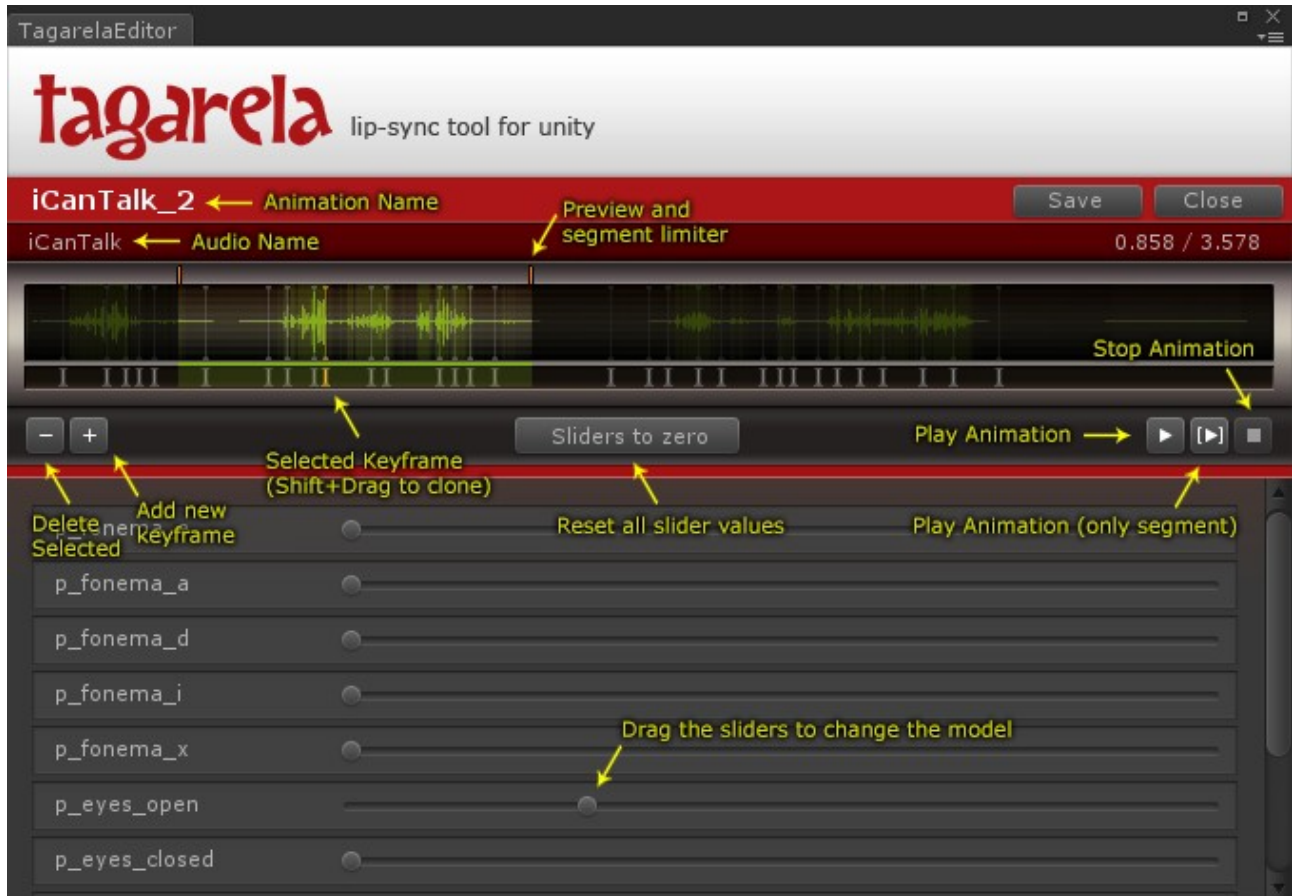 TagarelaEditor
tagarela lip-sync tool for unity
iCanTalk_2 Animation Name
Save Close
Preview and
segment limiter
iCanTalk Audio Name
0.858 / 3.578
Stop Animation
- +
Sliders to zero
Play Animation
Selected Keyframe
(Shift+Drag to clone)
Delete
Selected
Add new
keyframe
Reset all slider values
Play Animation (only segment)
p_fonema_a
p_fonema_d
p_fonema_i
p_fonema_x
Drag the sliders to change the model
p_eyes_open
p_eyes_closed